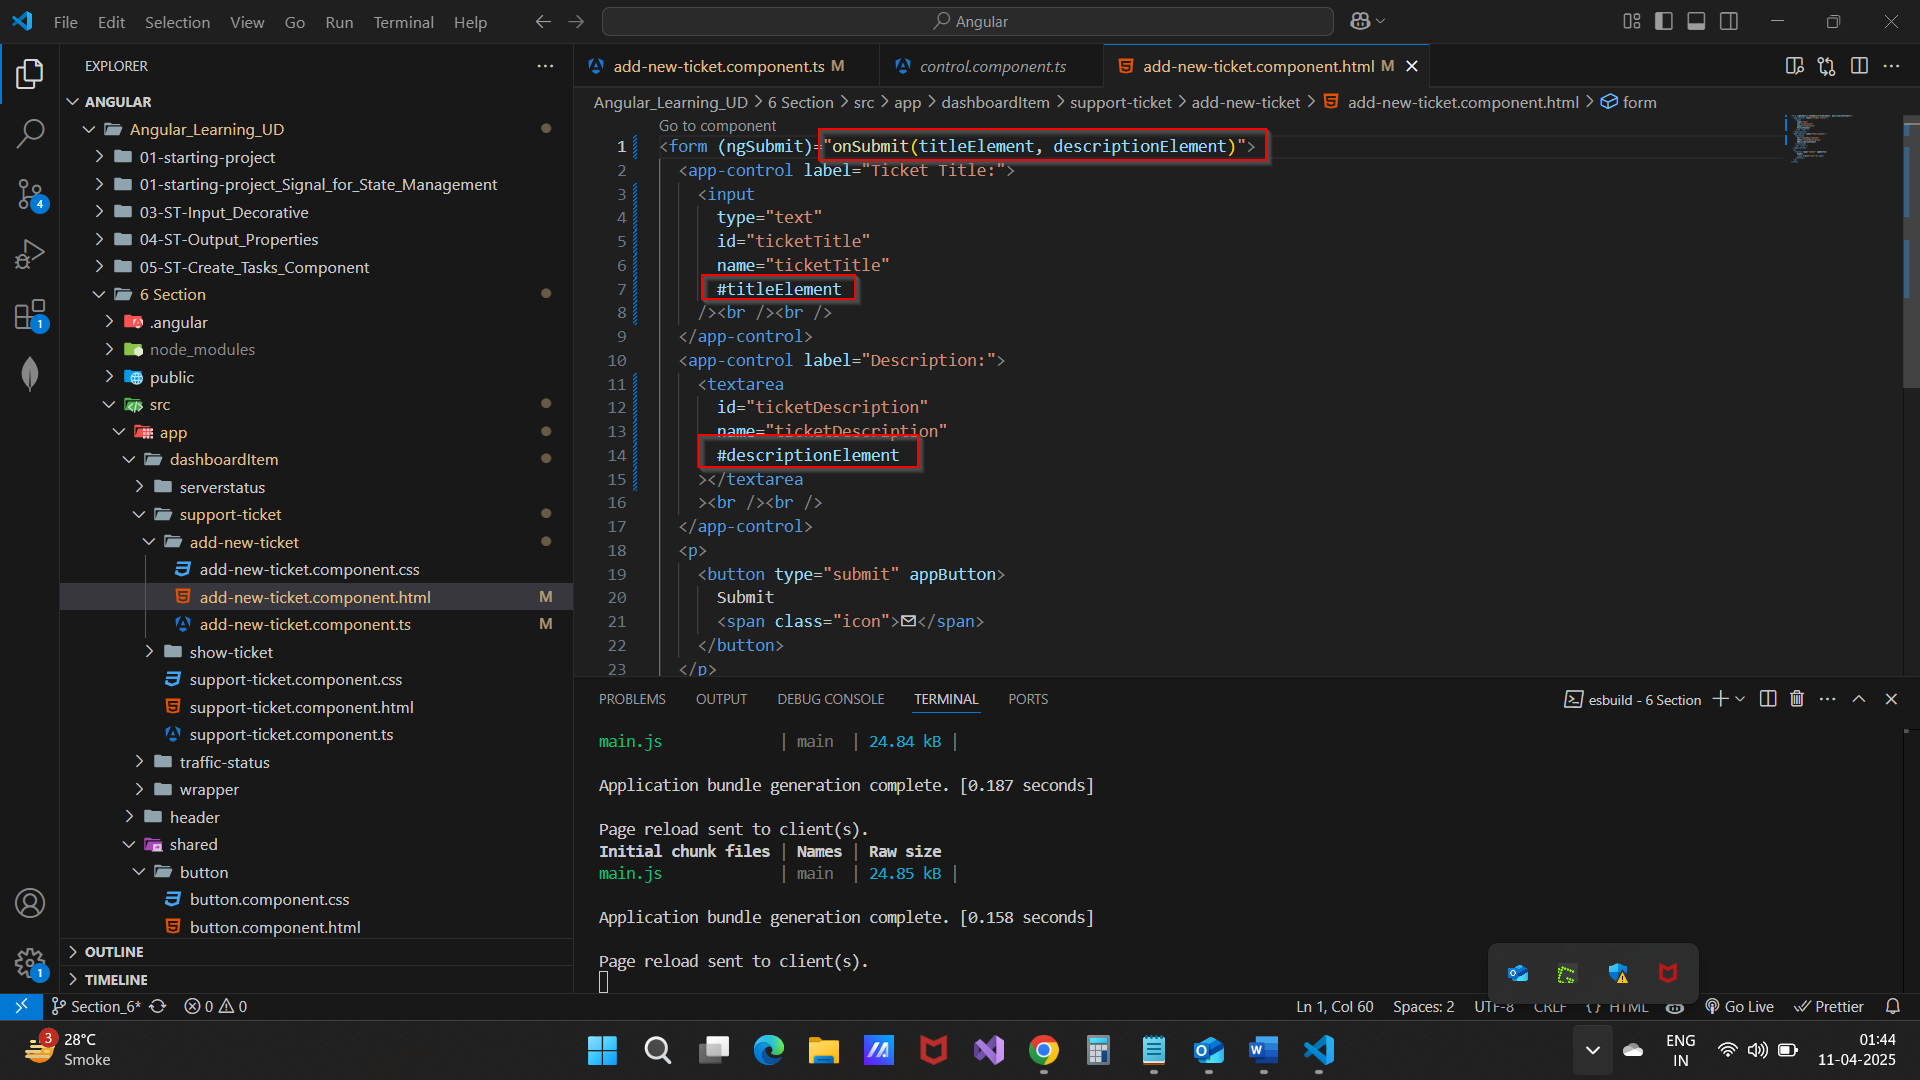 File Edit Selection View Go Run Terminal Help
Angular
EXPLORER
ANGULAR
Angular_Learning_UD
01-starting-project
01-starting-project_Signal_for_State_Management
03-ST-Input_Decorative
04-ST-Output_Properties
05-ST-Create_Tasks_Component
6 Section
.angular
node_modules
public
src
app
dashboardItem
serverstatus
support-ticket
add-new-ticket
add-new-ticket.component.css
add-new-ticket.component.html M
add-new-ticket.component.ts M
show-ticket
support-ticket.component.css
support-ticket.component.html
support-ticket.component.ts
traffic-status
wrapper
header
shared
button
button.component.css
button.component.html
OUTLINE
TIMELINE
4
1
1
add-new-ticket.component.ts M control.component.ts add-new-ticket.component.html M
Angular_Learning_UD > 6 Section > src > app > dashboardItem > support-ticket > add-new-ticket > add-new-ticket.component.html > form
Go to component
1 <form (ngSubmit)="onSubmit(titleElement, descriptionElement)">
2 <app-control label="Ticket Title:">
3 <input
4 type="text"
5 id="ticketTitle"
6 name="ticketTitle"
7 #titleElement
8 /><br /><br />
9 </app-control>
10 <app-control label="Description:">
11 <textarea
12 id="ticketDescription"
13 name="ticketDescription"
14 #descriptionElement
15 ></textarea
16 ><br /><br />
17 </app-control>
18 <p>
19 <button type="submit" appButton>
20 Submit
21 <span class="icon">✉</span>
22 </button>
23 </p>
PROBLEMS OUTPUT DEBUG CONSOLE TERMINAL PORTS
esbuild - 6 Section
main.js | main | 24.84 kB |
Application bundle generation complete. [0.187 seconds]
Page reload sent to client(s).
Initial chunk files | Names | Raw size
main.js | main | 24.85 kB |
Application bundle generation complete. [0.158 seconds]
Page reload sent to client(s).
Section_6* 0 0
Ln 1, Col 60 Spaces: 2 UTF-8 CRLF {} HTML Go Live Prettier
3
28°C
Smoke
ENG
IN
01:44
11-04-2025